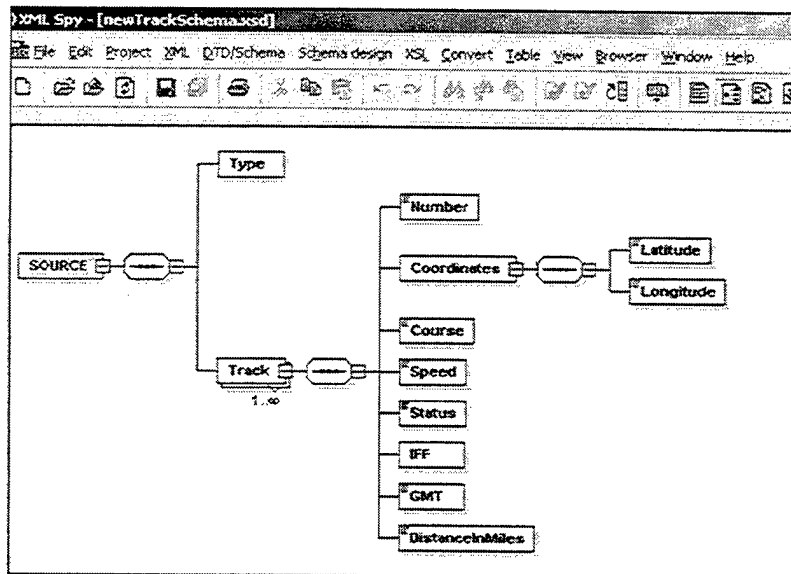 XML Spy - [newTrackSchema.xsd]
File Edit Project XML DTD/Schema Schema design XSL Convert Table View Browser Window Help
Type
Number
Latitude
SOURCE
Coordinates
Longitude
Course
Track
Speed
1..∞
Status
IFF
GMT
DistanceInMiles